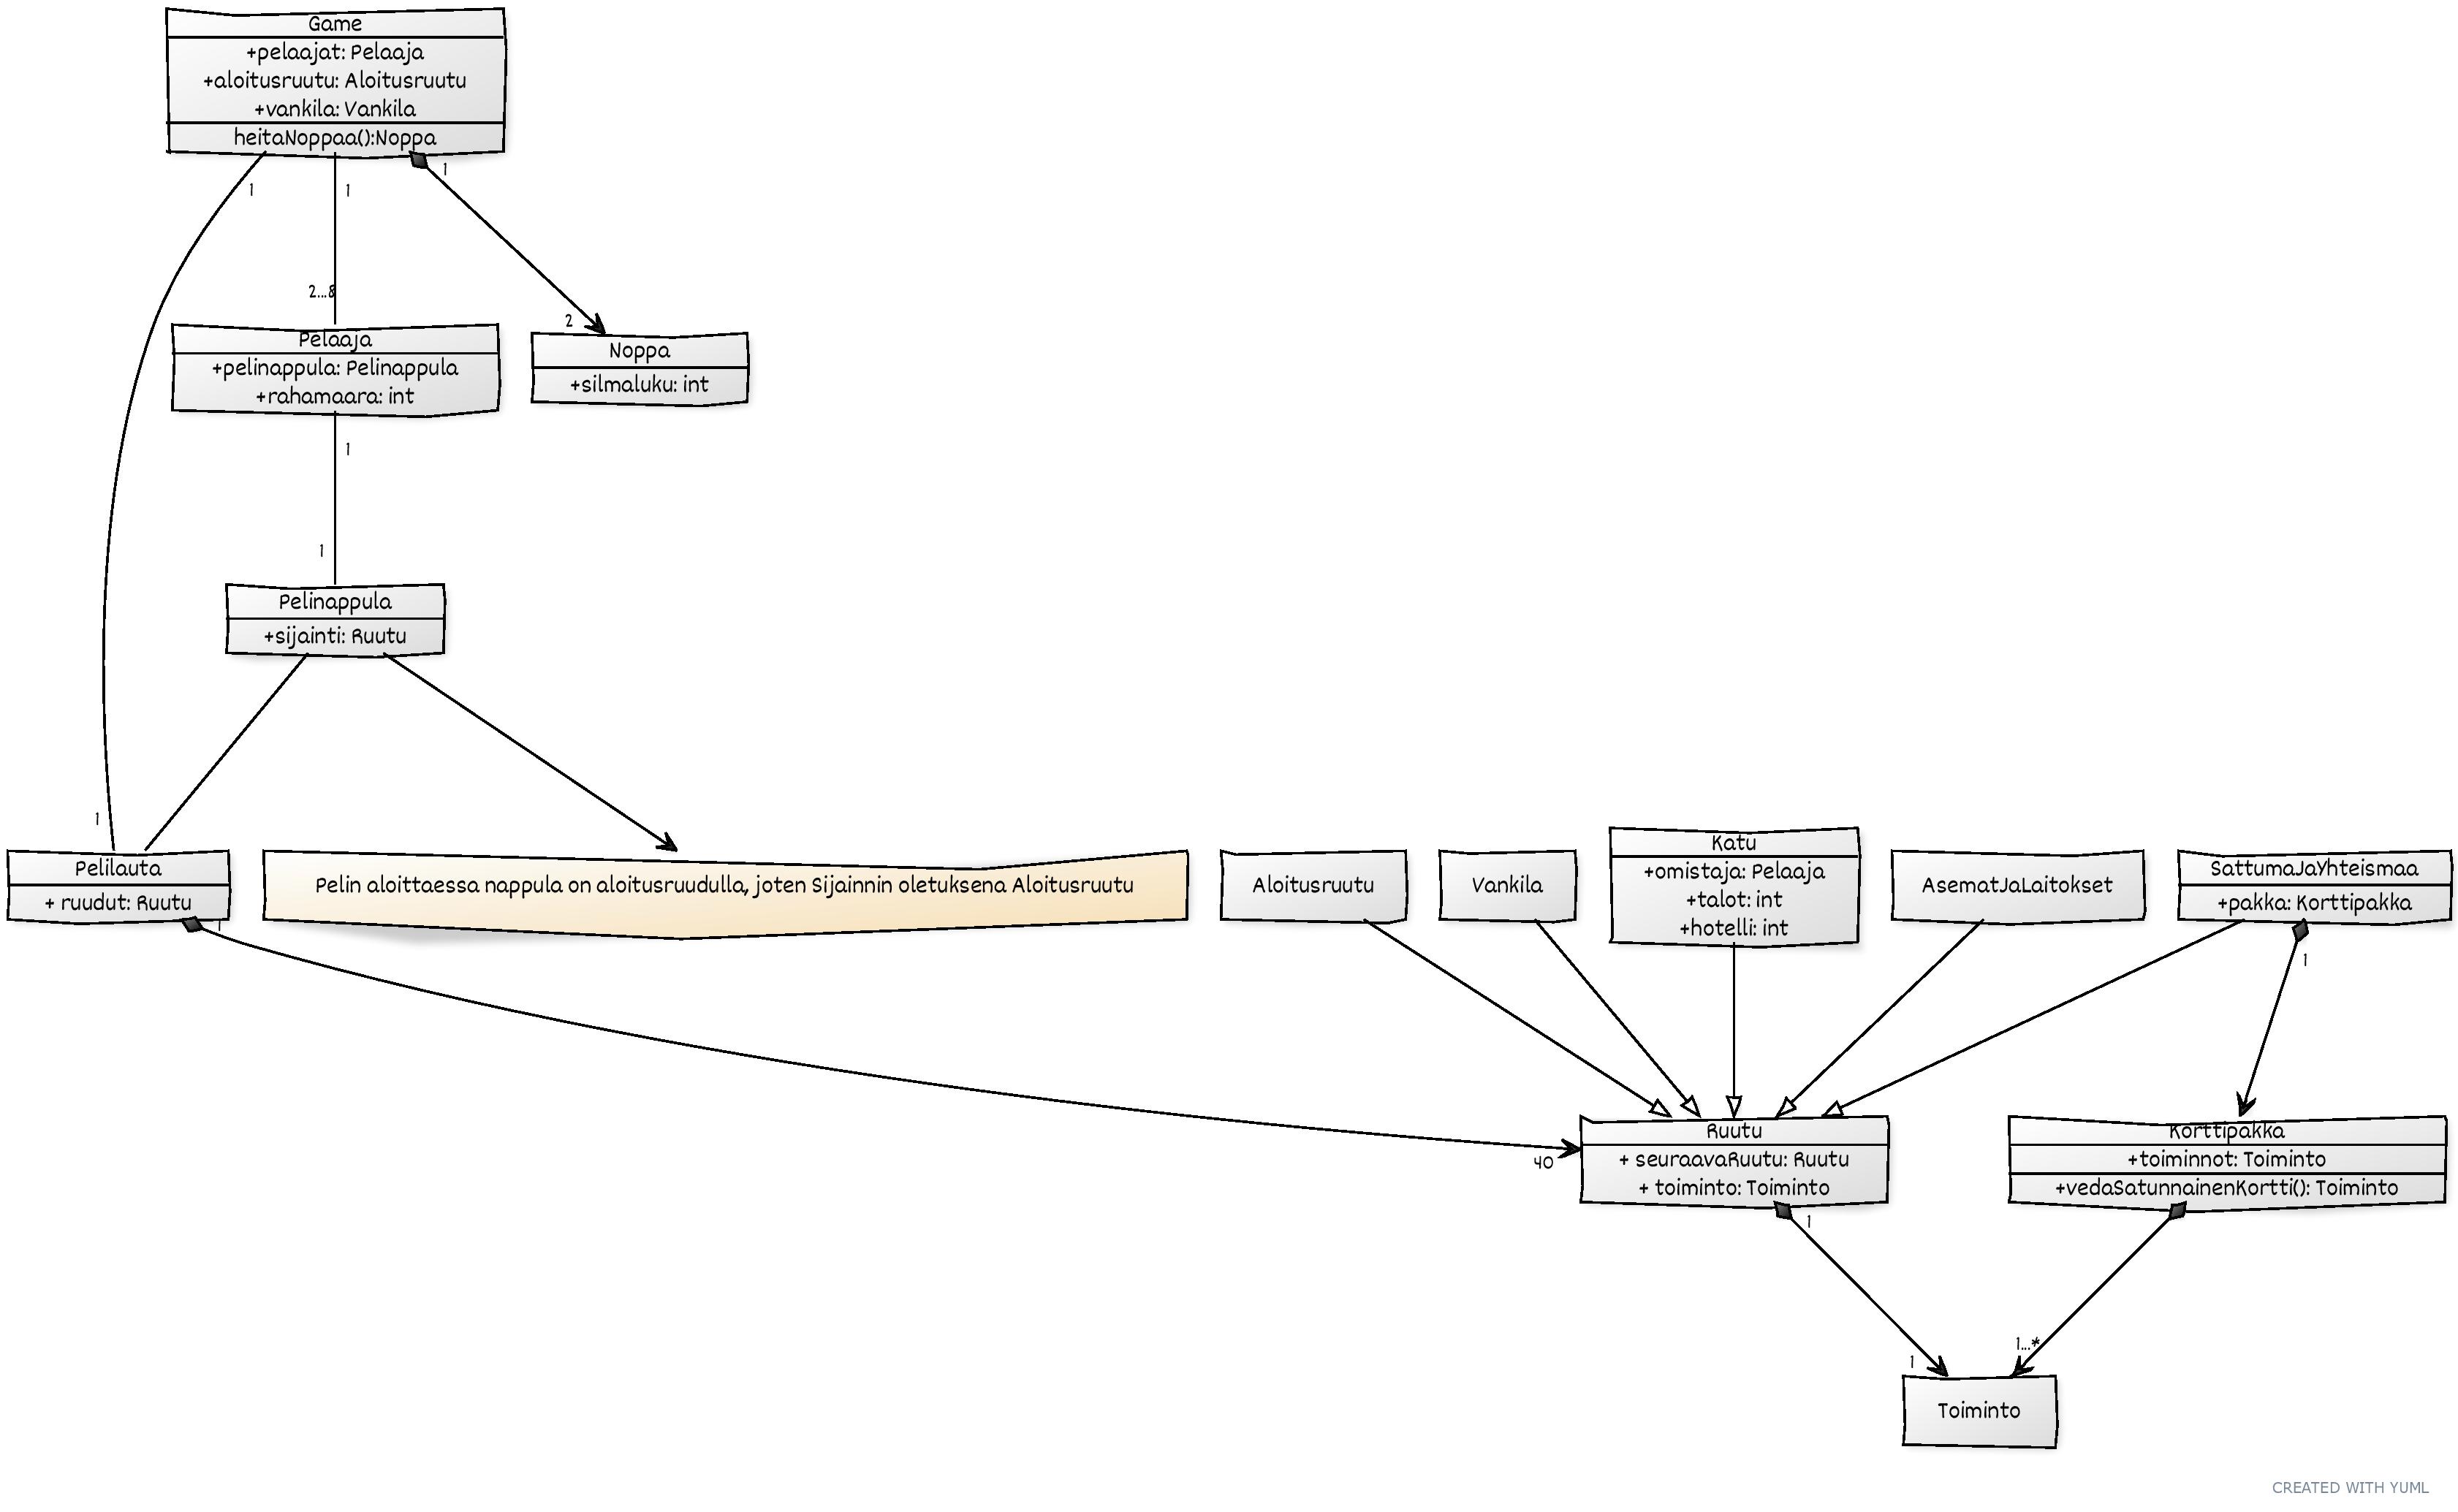 Game
+pelaajat: Pelaaja
+aloitusruutu: Aloitusruutu
+vankila: Vankila
heitaNoppaa():Noppa
1
1
1
2...8
2
Pelaaja
+pelinappula: Pelinappula
+rahamaara: int
Noppa
+silmaluku: int
1
1
Pelinappula
+sijainti: Ruutu
1
Pelilauta
+ ruudut: Ruutu
1
Pelin aloittaessa nappula on aloitusruudulla, joten Sijainnin oletuksena Aloitusruutu
Aloitusruutu
Vankila
Katu
+omistaja: Pelaaja
+talot: int
+hotelli: int
AsematJaLaitokset
SattumaJaYhteismaa
+pakka: Korttipakka
1
40
Ruutu
+ seuraavaRuutu: Ruutu
+ toiminto: Toiminto
Korttipakka
+toiminnot: Toiminto
+vedaSatunnainenKortti(): Toiminto
1
1
1...*
Toiminto
CREATED WITH YUML